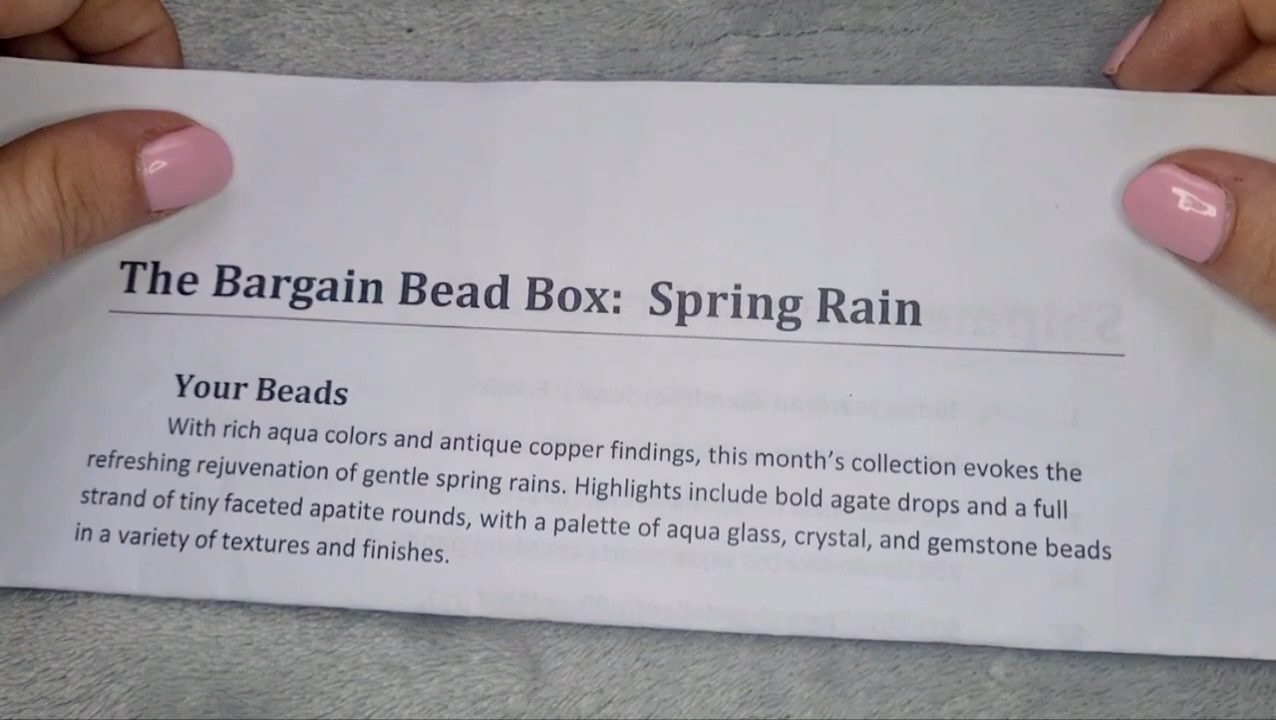 The Bargain Bead Box: Spring Rain
Your Beads
With rich aqua colors and antique copper findings, this month's collection evokes the
refreshing rejuvenation of gentle spring rains. Highlights include bold agate drops and a full
strand of tiny faceted apatite rounds, with a palette of aqua glass, crystal, and gemstone beads
in a variety of textures and finishes.